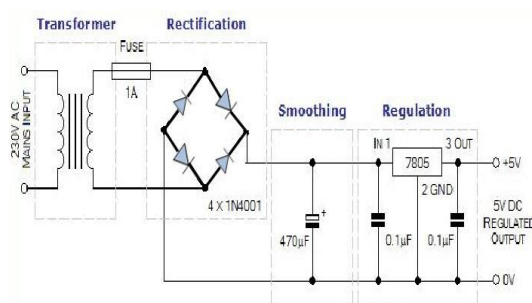 Transformer
Rectification
FUSE
1A
230V AC
MAINS INPUT
4 X 1N4001
Smoothing
Regulation
IN 1
7805
3 OUT
2 GND
+5V
+
470µF
0.1µF
0.1µF
5V DC
REGULATED
OUTPUT
0V